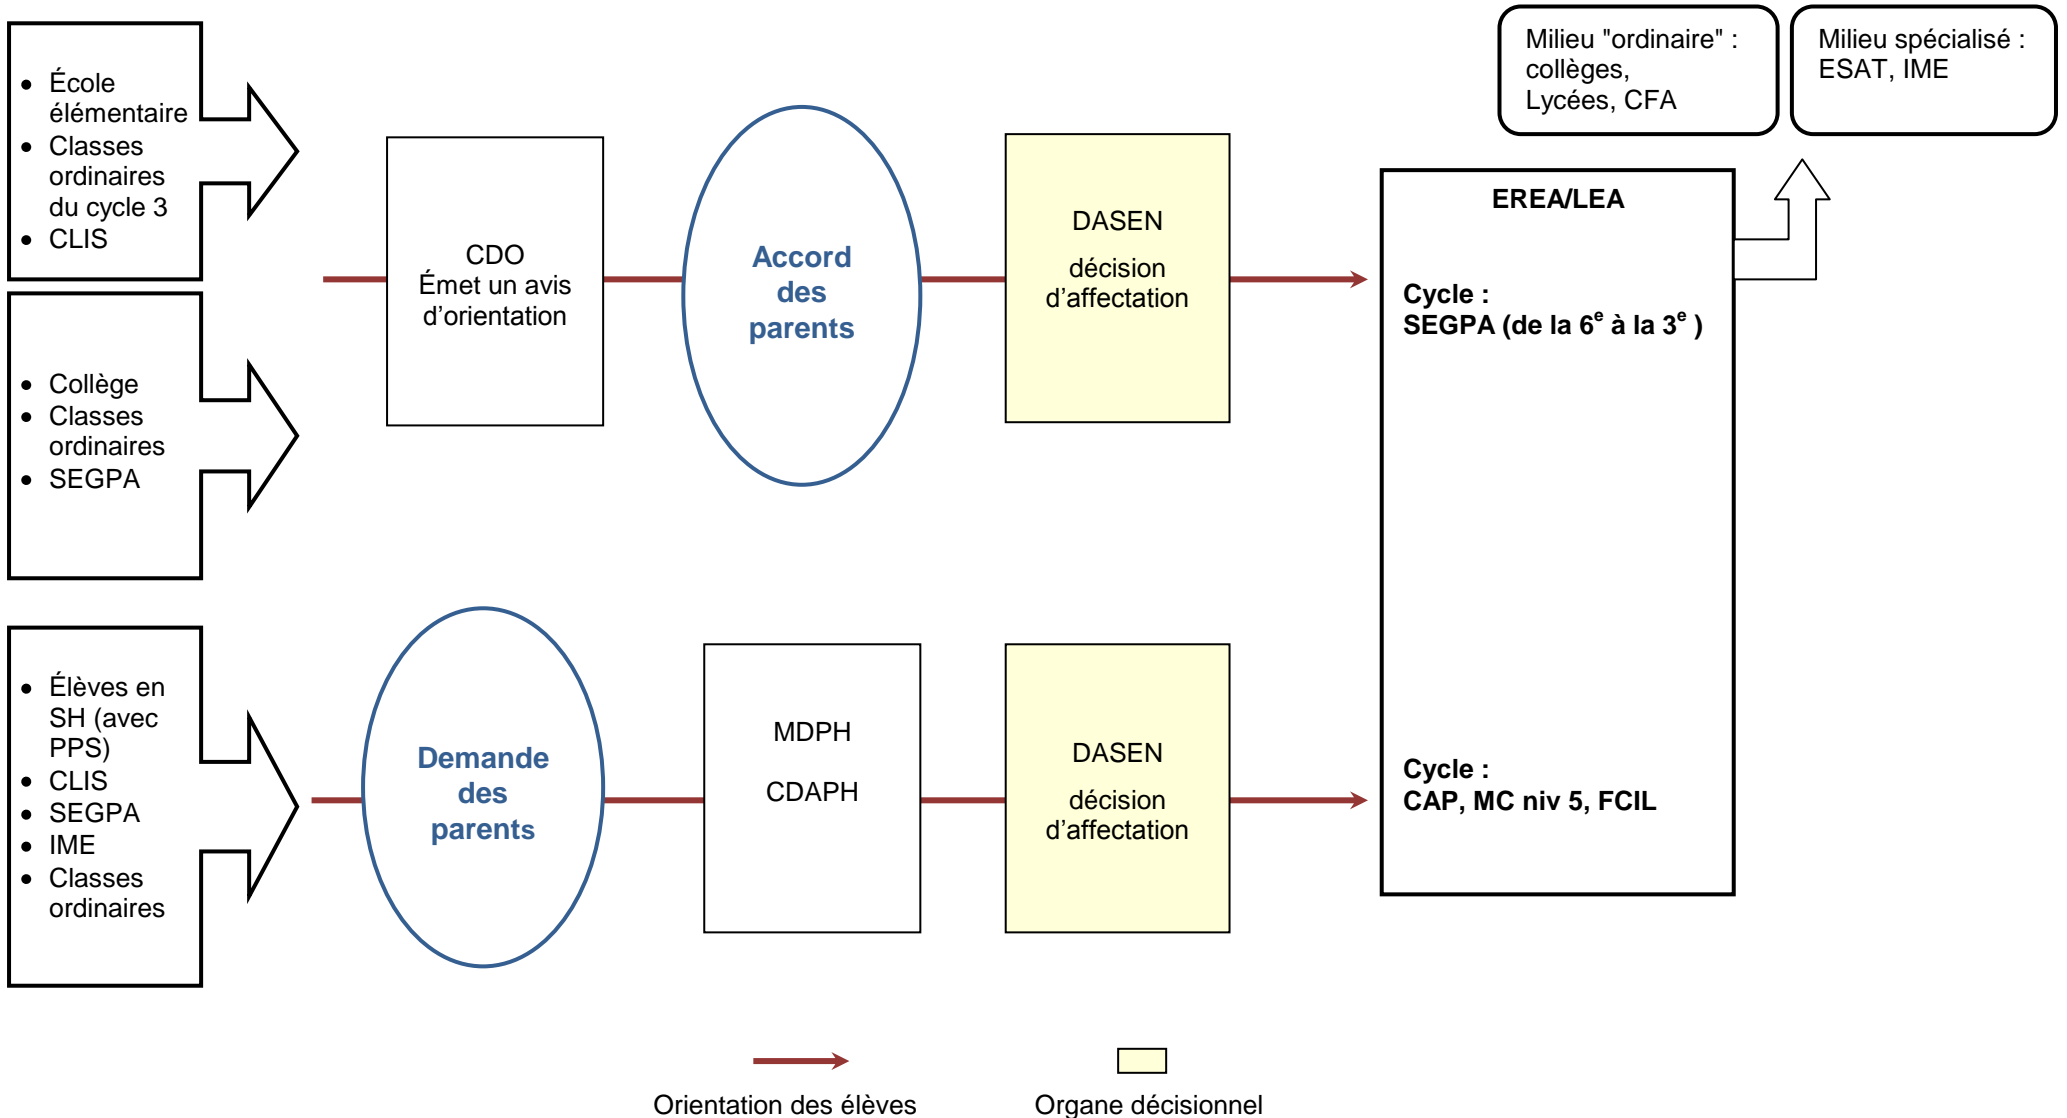 • École
élémentaire
• Classes
ordinaires
du cycle 3
• CLIS
• Collège
• Classes
ordinaires
• SEGPA
• Élèves en
SH (avec
PPS)
• CLIS
• SEGPA
• IME
• Classes
ordinaires
CDO
Émet un avis
d’orientation
Accord
des
parents
DASEN
décision
d’affectation
Demande
des
parents
MDPH
CDAPH
DASEN
décision
d’affectation
EREA/LEA
Cycle :
SEGPA (de la 6e à la 3e )
Cycle :
CAP, MC niv 5, FCIL
Milieu "ordinaire" :
collèges,
Lycées, CFA
Milieu spécialisé :
ESAT, IME
Orientation des élèves
Organe décisionnel